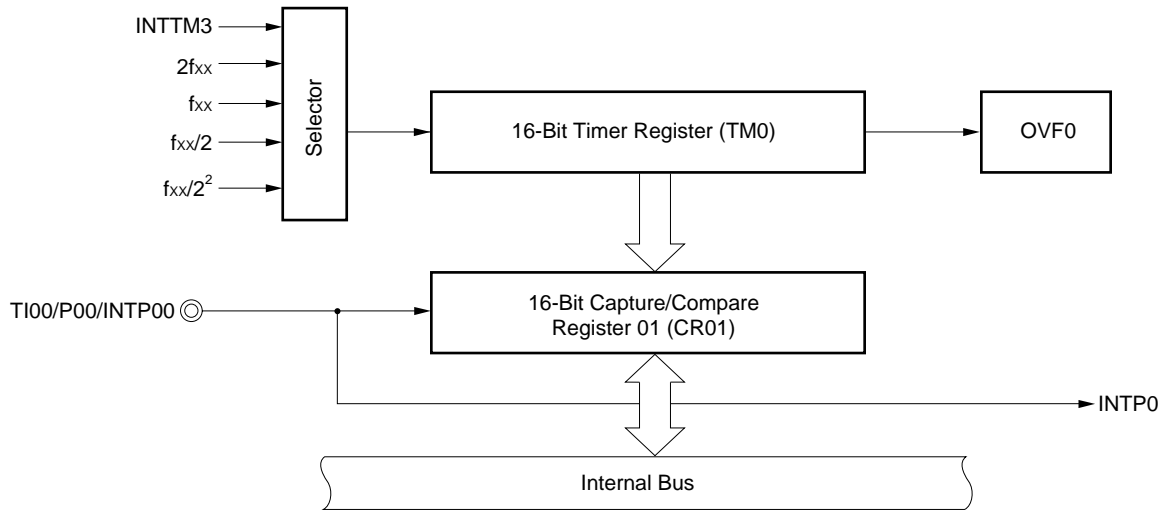 INTTM3
2fxx
fxx
fxx/2
fxx/2²
Selector
16-Bit Timer Register (TM0)
OVF0
TI00/P00/INTP00
16-Bit Capture/Compare
Register 01 (CR01)
INTP0
Internal Bus